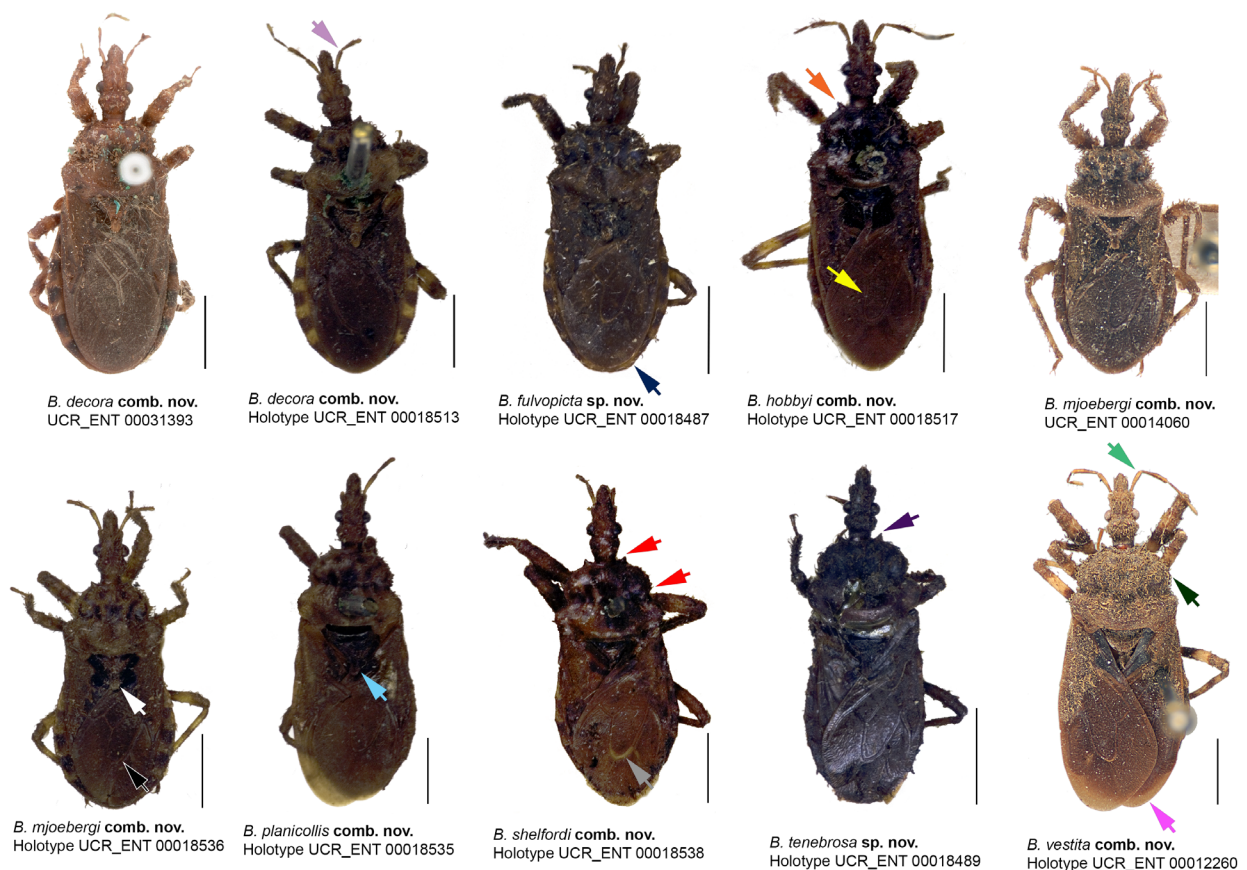 B. decora comb. nov.
UCR_ENT 00031393
B. decora comb. nov.
Holotype UCR_ENT 00018513
B. fulvopicta sp. nov.
Holotype UCR_ENT 00018487
B. hobbyi comb. nov.
Holotype UCR_ENT 00018517
B. mjoebergi comb. nov.
UCR_ENT 00014060
B. mjoebergi comb. nov.
Holotype UCR_ENT 00018536
B. planicollis comb. nov.
Holotype UCR_ENT 00018535
B. shelfordi comb. nov.
Holotype UCR_ENT 00018538
B. tenebrosa sp. nov.
Holotype UCR_ENT 00018489
B. vestita comb. nov.
Holotype UCR_ENT 00012260